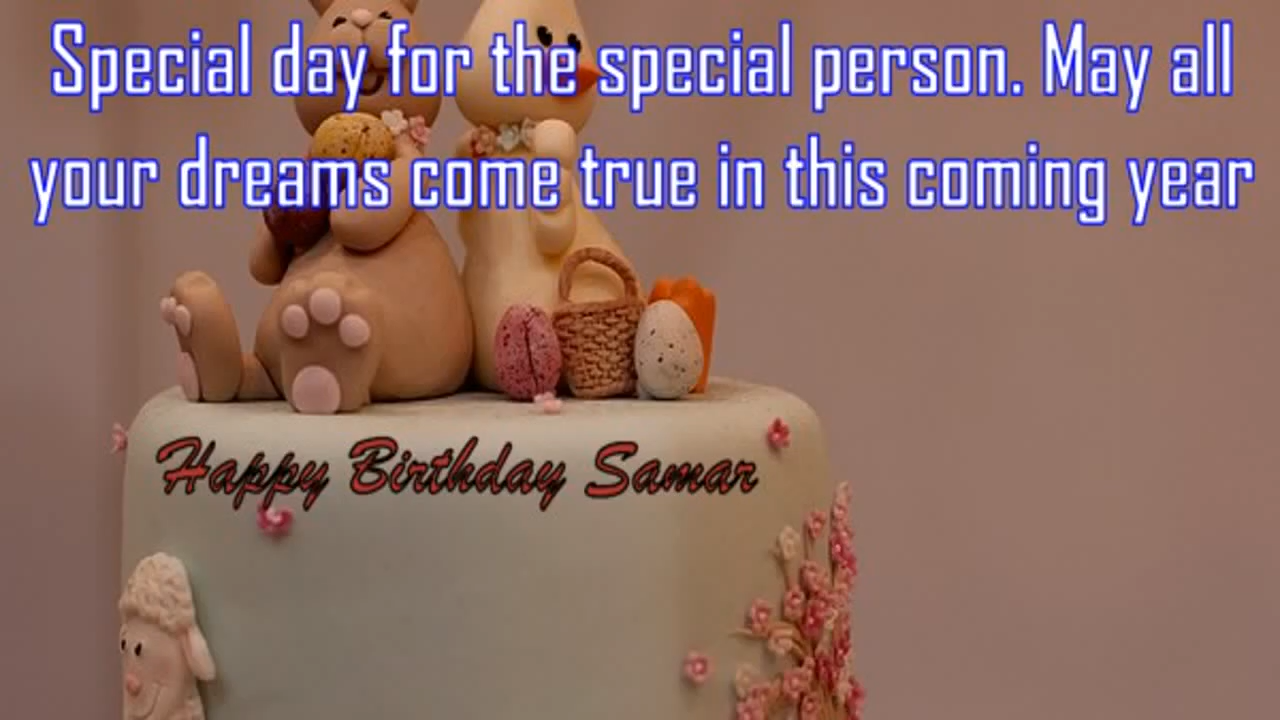 Special day for the special person. May all
your dreams come true in this coming year
Happy Birthday Samar